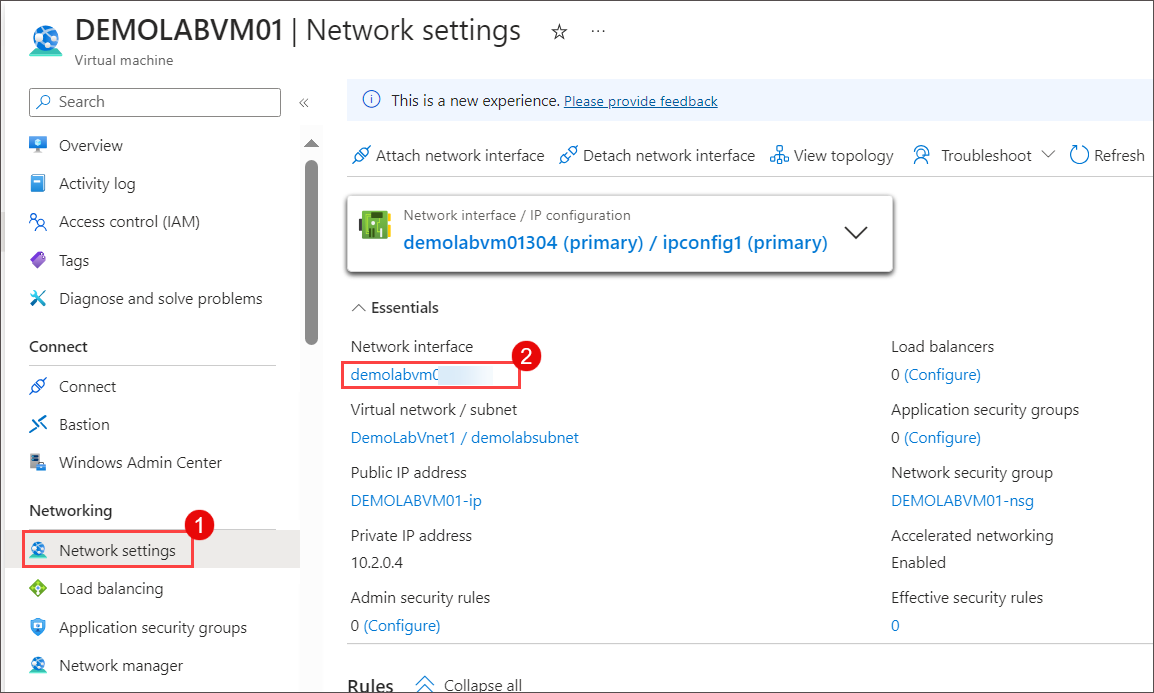 DEMOLABVM01 | Network settings ☆ ...
Virtual machine
Search «
Overview
Activity log
Access control (IAM)
Tags
Diagnose and solve problems
Connect
Connect
Bastion
Windows Admin Center
Networking
1
Network settings
Load balancing
Application security groups
Network manager
This is a new experience. Please provide feedback
Attach network interface Detach network interface View topology Troubleshoot Refresh
Network interface / IP configuration
demolabvm01304 (primary) / ipconfig1 (primary)
Essentials
Network interface
2
demolabvm0
Virtual network / subnet
DemoLabVnet1 / demolabsubnet
Public IP address
DEMOLABVM01-ip
Private IP address
10.2.0.4
Admin security rules
0 (Configure)
Load balancers
0 (Configure)
Application security groups
0 (Configure)
Network security group
DEMOLABVM01-nsg
Accelerated networking
Enabled
Effective security rules
0
Rules Collapse all